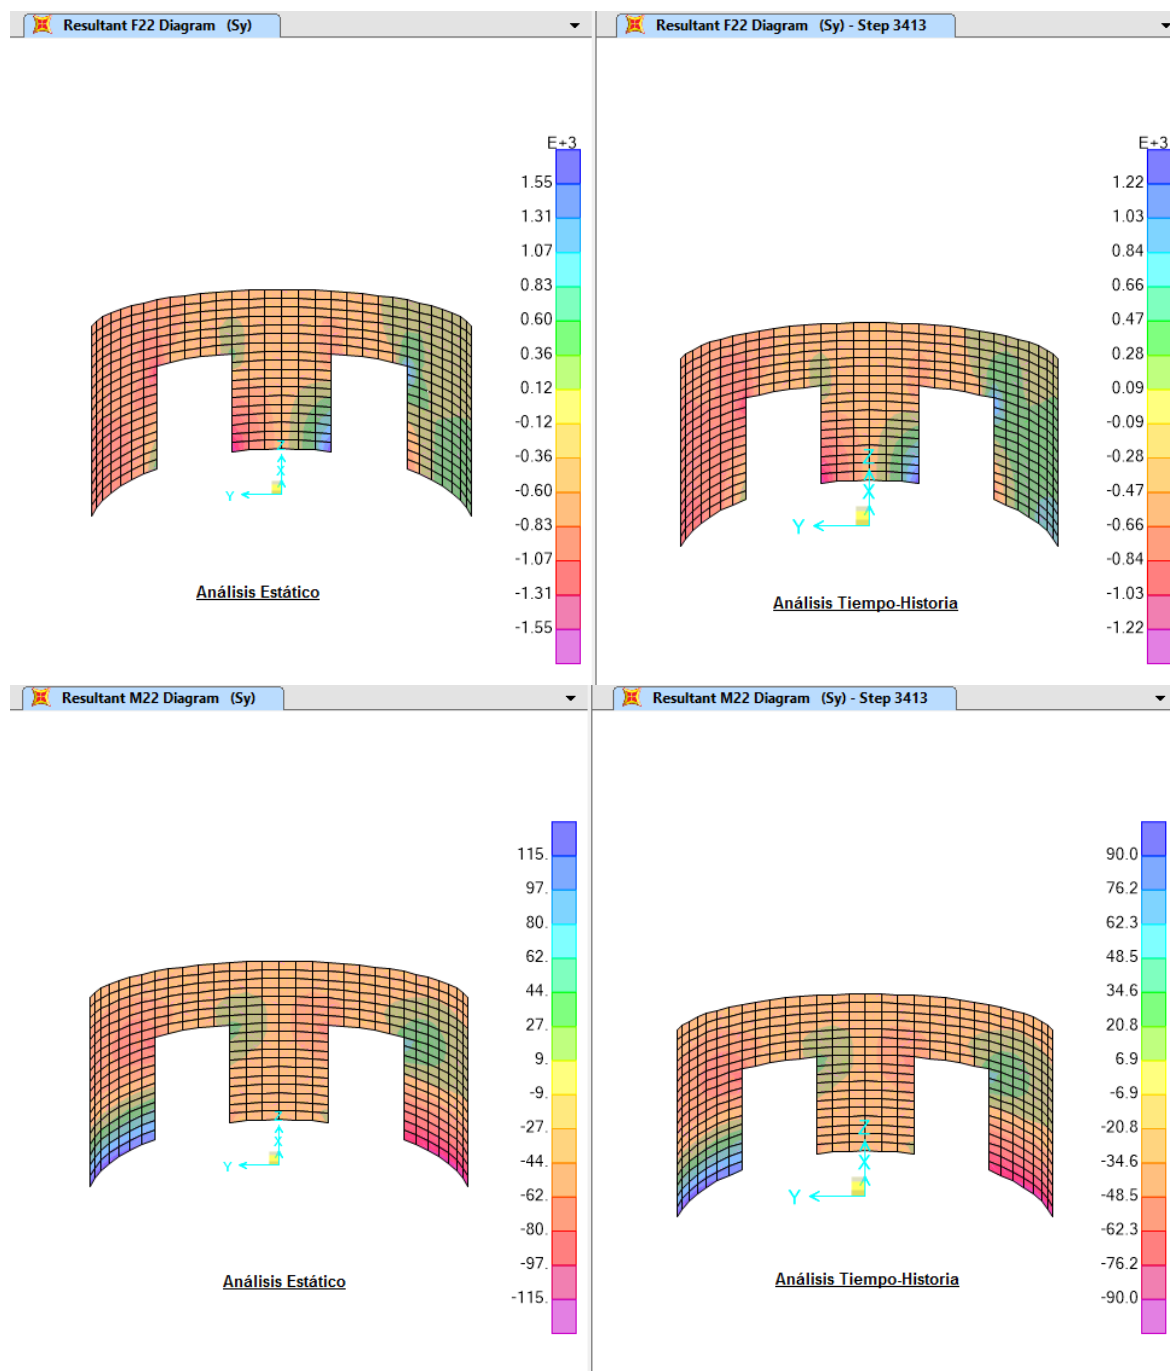 Resultant F22 Diagram (Sy)
E+3
1.55
1.31
1.07
0.83
0.60
0.36
0.12
-0.12
-0.36
-0.60
-0.83
-1.07
-1.31
-1.55
Z
X
Y
Análisis Estático
Resultant F22 Diagram (Sy) - Step 3413
E+3
1.22
1.03
0.84
0.66
0.47
0.28
0.09
-0.09
-0.28
-0.47
-0.66
-0.84
-1.03
-1.22
Z
X
Y
Análisis Tiempo-Historia
Resultant M22 Diagram (Sy)
115.
97.
80.
62.
44.
27.
9.
-9.
-27.
-44.
-62.
-80.
-97.
-115.
Z
X
Y
Análisis Estático
Resultant M22 Diagram (Sy) - Step 3413
90.0
76.2
62.3
48.5
34.6
20.8
6.9
-6.9
-20.8
-34.6
-48.5
-62.3
-76.2
-90.0
Z
X
Y
Análisis Tiempo-Historia